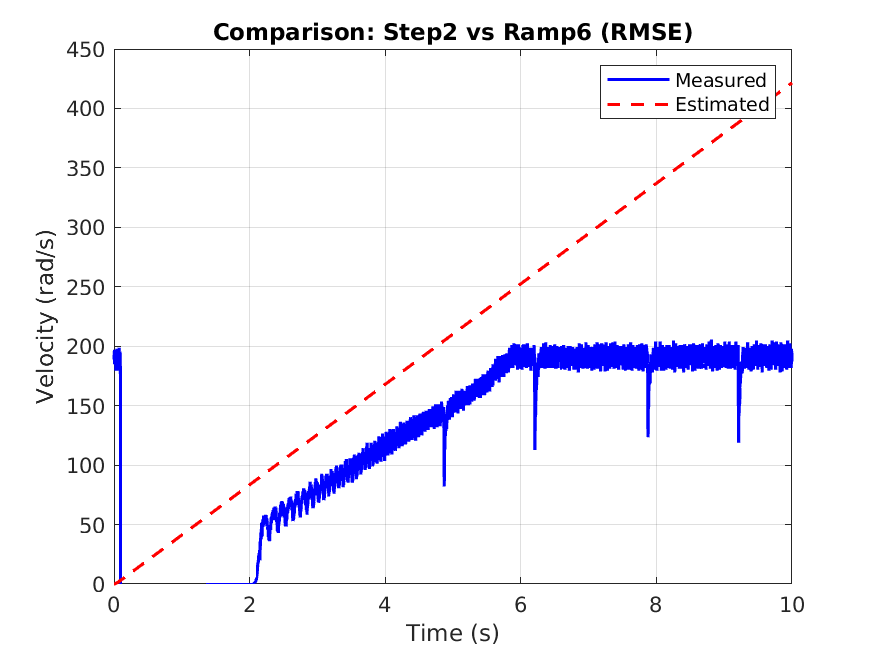 Comparison: Step2 vs Ramp6 (RMSE)
Measured
Estimated
Velocity (rad/s)
450
400
350
300
250
200
150
100
50
0
0 2 4 6 8 10
Time (s)